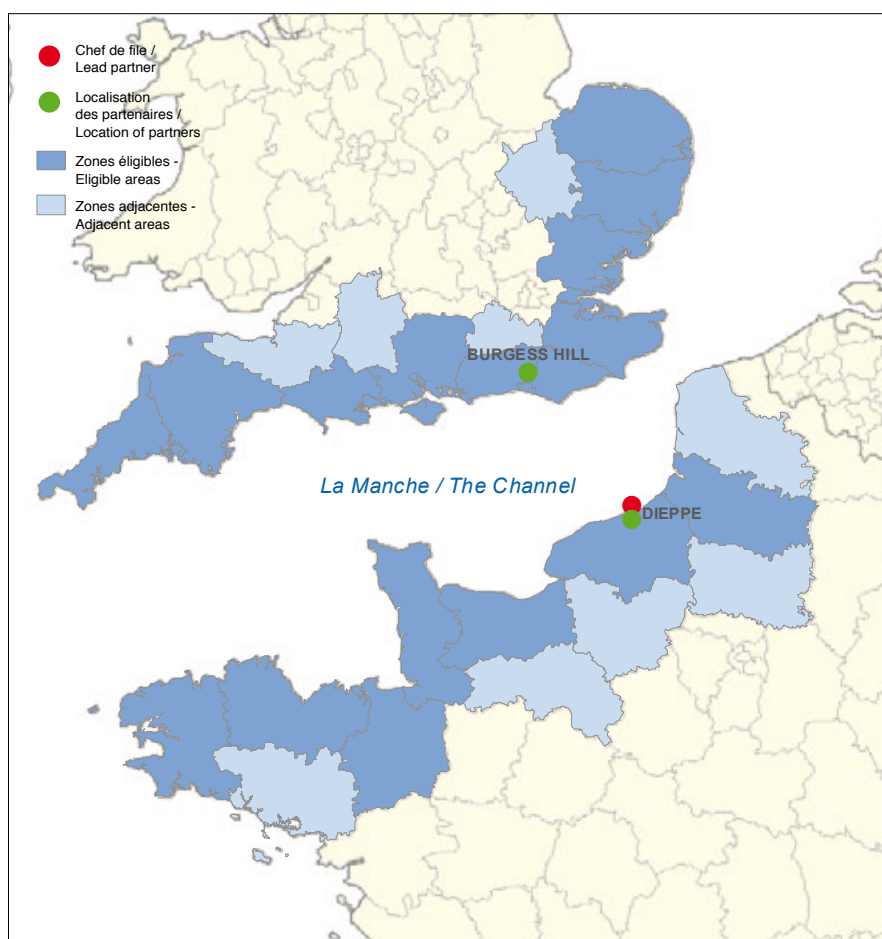 Chef de file /
Lead partner
Localisation
des partenaires /
Location of partners
Zones éligibles -
Eligible areas
Zones adjacentes -
Adjacent areas
BURGESS HILL
La Manche / The Channel
DIEPPE